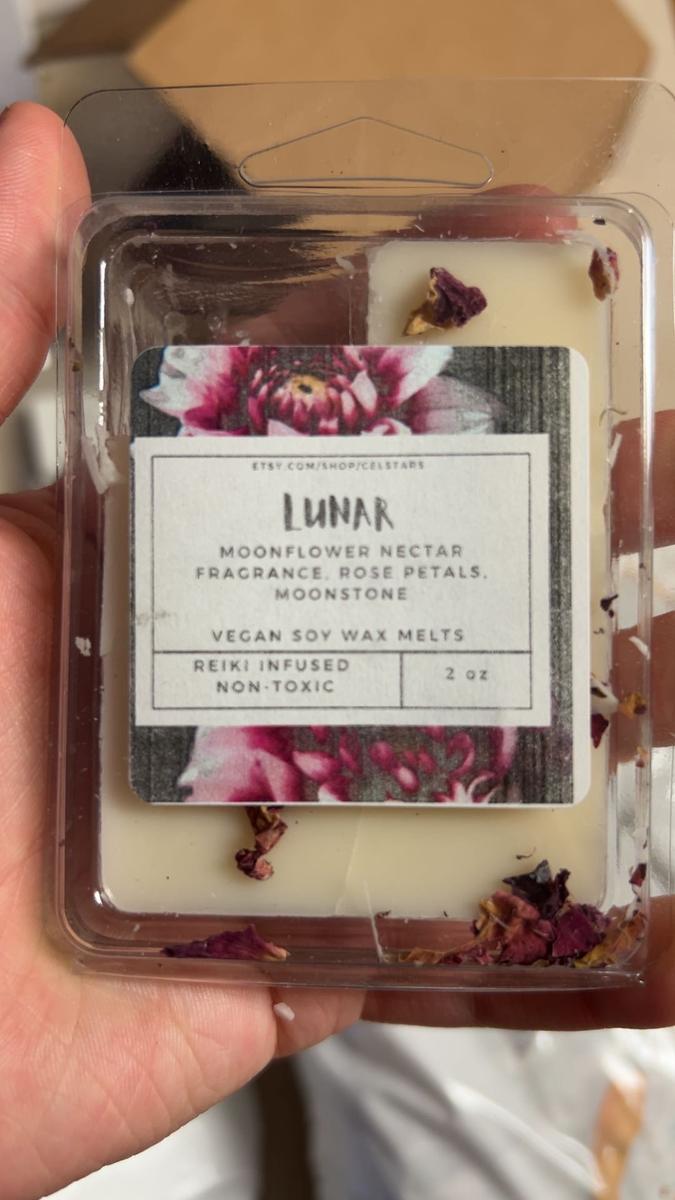 ETSY.COM/SHOP/CELSTARS
LUNAR
MOONFLOWER NECTAR
FRAGRANCE, ROSE PETALS,
MOONSTONE
VEGAN SOY WAX MELTS
REIKI INFUSED
NON-TOXIC
2 oz